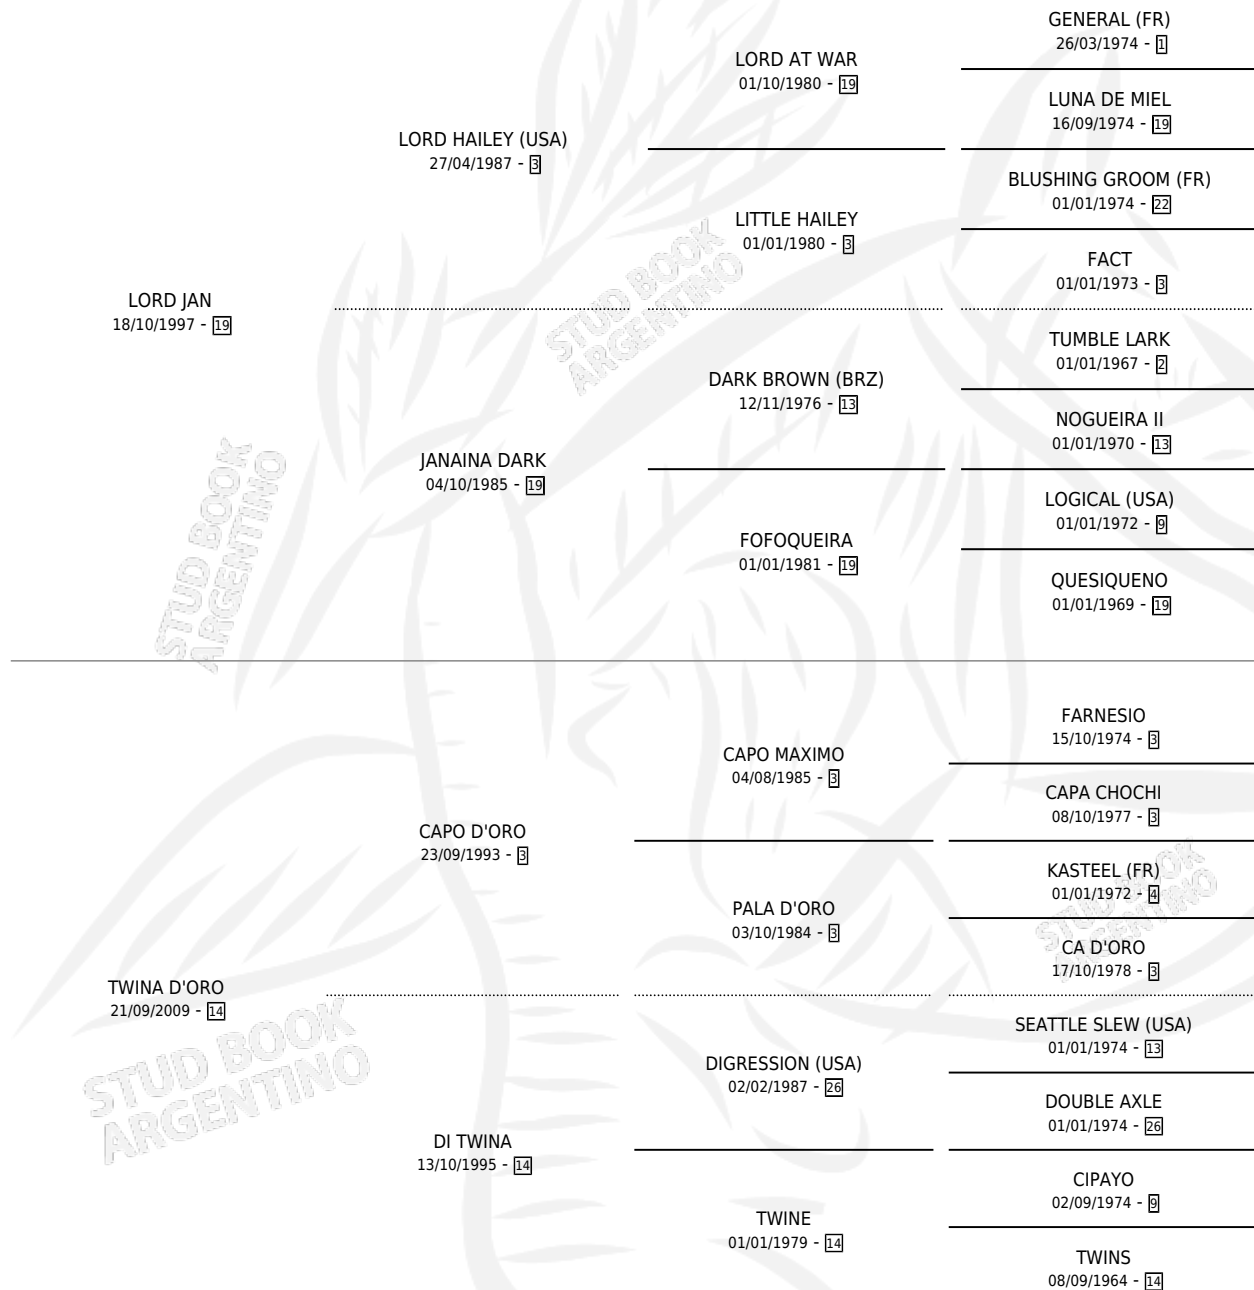 GENERAL (FR)
26/03/1974 - 1
LORD AT WAR
01/10/1980 - 19
LUNA DE MIEL
16/09/1974 - 19
LORD HAILEY (USA)
27/04/1987 - 3
BLUSHING GROOM (FR)
01/01/1974 - 22
LITTLE HAILEY
01/01/1980 - 3
FACT
01/01/1973 - 3
LORD JAN
18/10/1997 - 19
TUMBLE LARK
01/01/1967 - 2
DARK BROWN (BRZ)
12/11/1976 - 13
NOGUEIRA II
01/01/1970 - 13
JANAINA DARK
04/10/1985 - 19
LOGICAL (USA)
01/01/1972 - 9
FOFOQUEIRA
01/01/1981 - 19
QUESIQUENO
01/01/1969 - 19
FARNESIO
15/10/1974 - 3
CAPO MAXIMO
04/08/1985 - 3
CAPA CHOCHI
08/10/1977 - 3
CAPO D'ORO
23/09/1993 - 3
KASTEEL (FR)
01/01/1972 - 4
PALA D'ORO
03/10/1984 - 3
CA D'ORO
17/10/1978 - 3
TWINA D'ORO
21/09/2009 - 14
SEATTLE SLEW (USA)
01/01/1974 - 13
DIGRESSION (USA)
02/02/1987 - 26
DOUBLE AXLE
01/01/1974 - 26
DI TWINA
13/10/1995 - 14
CIPAYO
02/09/1974 - 9
TWINE
01/01/1979 - 14
TWINS
08/09/1964 - 14
STUD BOOK
ARGENTINO
STUD BOOK
ARGENTINO
STUD BOOK
ARGENTINO
STUD BOOK
ARGENTINO